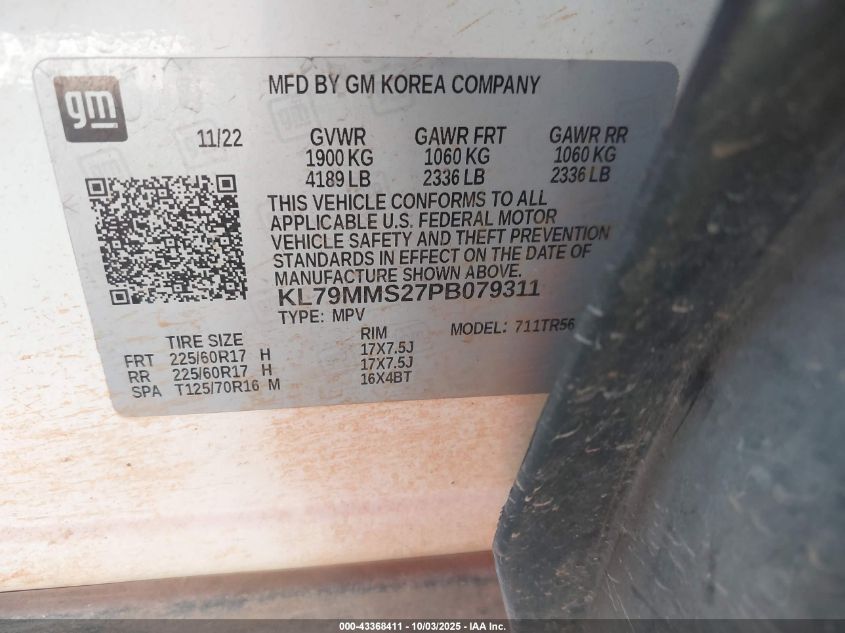 gm
MFD BY GM KOREA COMPANY
11/22 GVWR GAWR FRT GAWR RR
1900 KG 1060 KG 1060 KG
4189 LB 2336 LB 2336 LB
THIS VEHICLE CONFORMS TO ALL
APPLICABLE U.S. FEDERAL MOTOR
VEHICLE SAFETY AND THEFT PREVENTION
STANDARDS IN EFFECT ON THE DATE OF
MANUFACTURE SHOWN ABOVE.
KL79MMS27PB079311
TYPE: MPV MODEL: 711TR56
TIRE SIZE RIM
FRT 225/60R17 H 17X7.5J
RR 225/60R17 H 17X7.5J
SPA T125/70R16 M 16X4BT
000-43368411 - 10/03/2025 - IAA Inc.